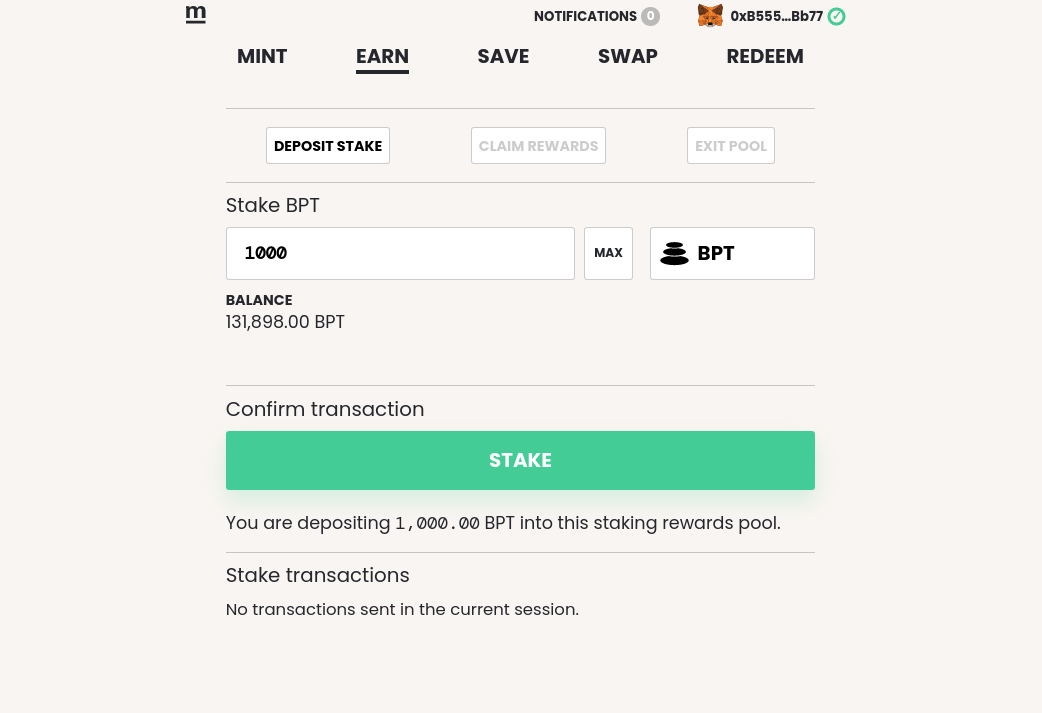 m
NOTIFICATIONS 0
0xB555...Bb77
MINT EARN SAVE SWAP REDEEM
DEPOSIT STAKE CLAIM REWARDS EXIT POOL
Stake BPT
1000 MAX BPT
BALANCE
131,898.00 BPT
Confirm transaction
STAKE
You are depositing 1,000.00 BPT into this staking rewards pool.
Stake transactions
No transactions sent in the current session.